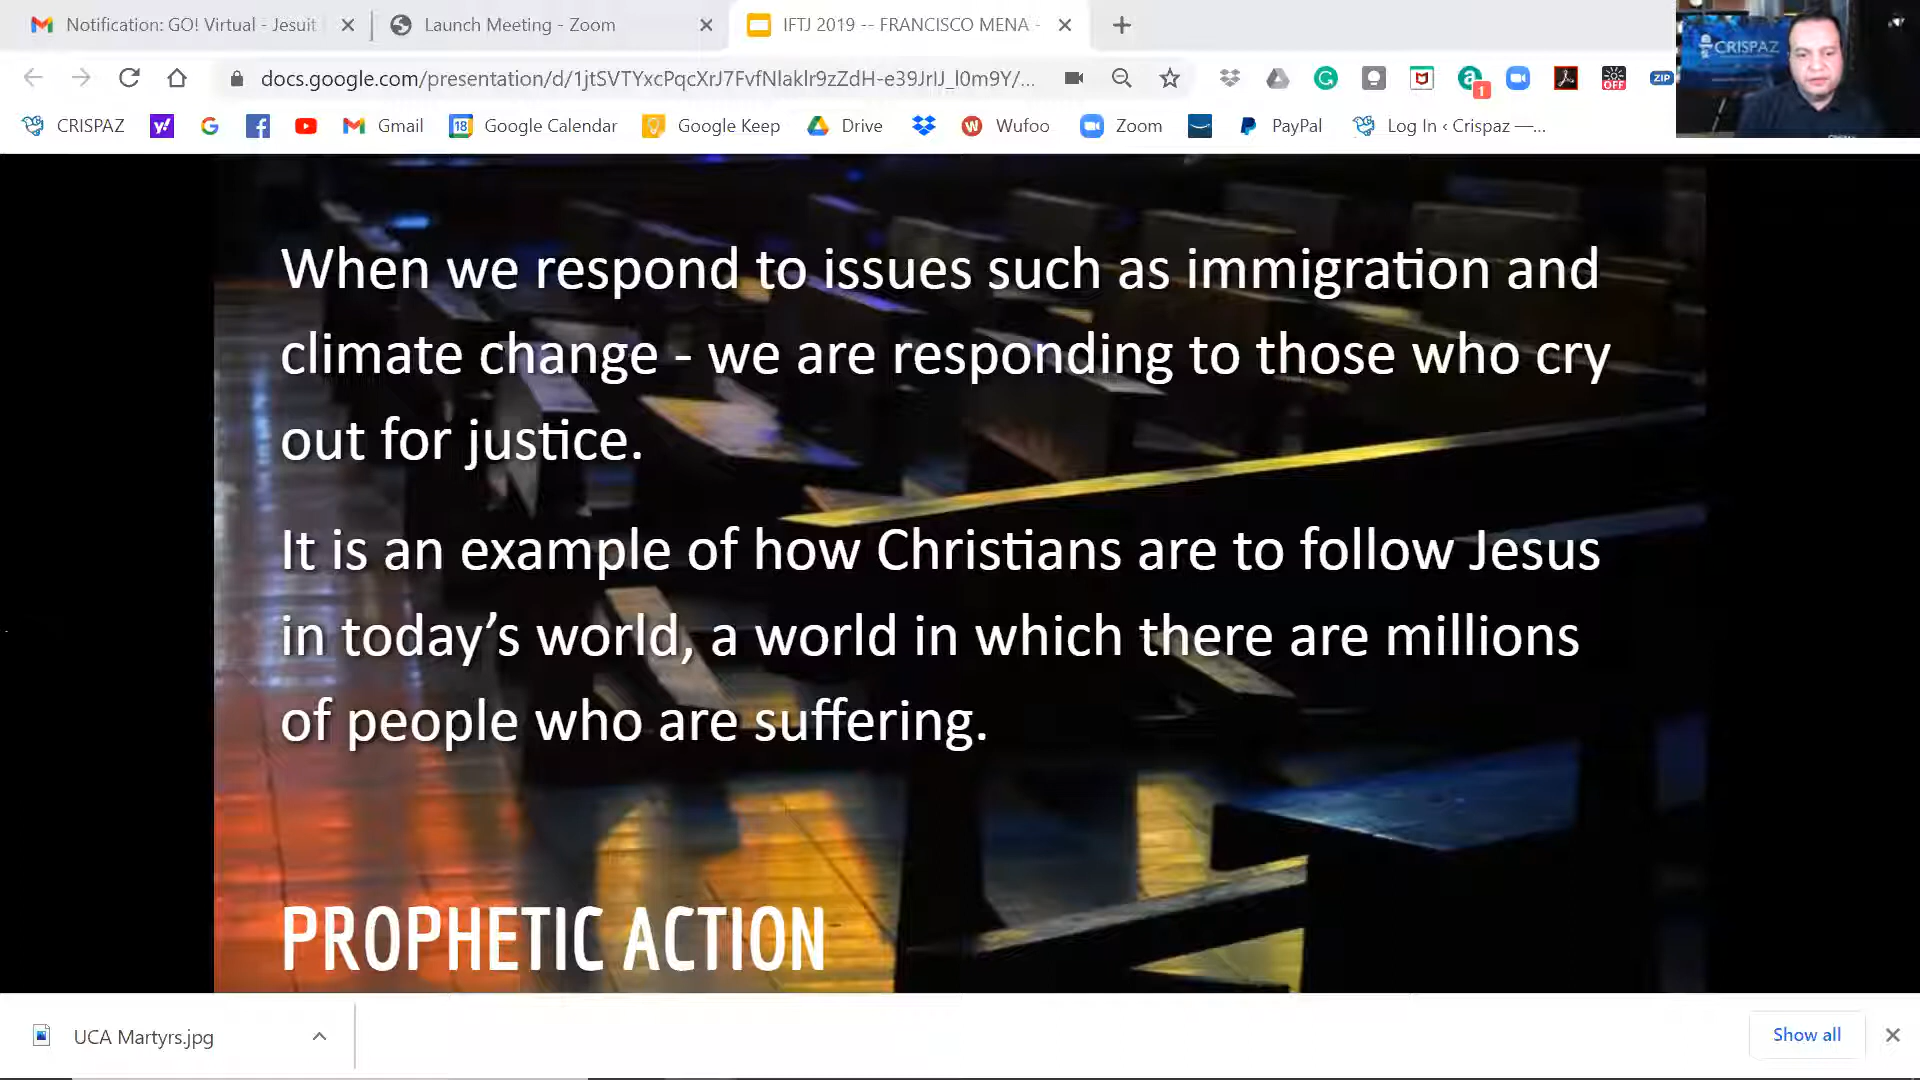 Notification: GO! Virtual - Jesuit
Launch Meeting - Zoom
IFTJ 2019 -- FRANCISCO MENA -
docs.google.com/presentation/d/1jtSVTYxcPqcXrJ7FvfNlaklr9zZdH-e39JrIJ_l0m9Y/...
1
OFF
ZIP
CRISPAZ
CRISPAZ
Gmail
18
Google Calendar
Google Keep
Drive
Wufoo
Zoom
PayPal
Log In ‹ Crispaz —...
When we respond to issues such as immigration and
climate change - we are responding to those who cry
out for justice.
It is an example of how Christians are to follow Jesus
in today’s world, a world in which there are millions
of people who are suffering.
PROPHETIC ACTION
UCA Martyrs.jpg
Show all